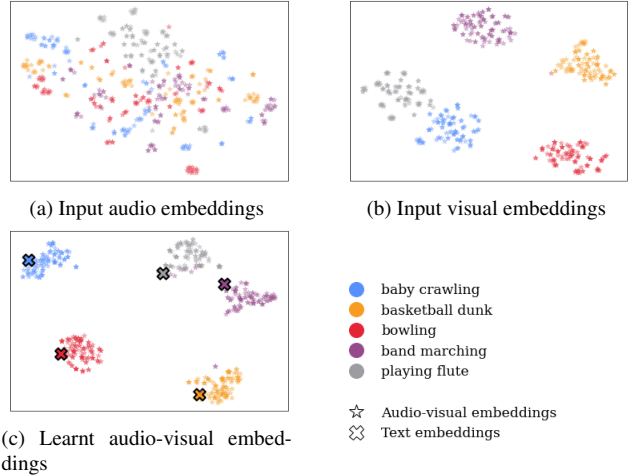 (a) Input audio embeddings
(b) Input visual embeddings
(c) Learnt audio-visual embed-
dings
baby crawling
basketball dunk
bowling
band marching
playing flute
Audio-visual embeddings
Text embeddings